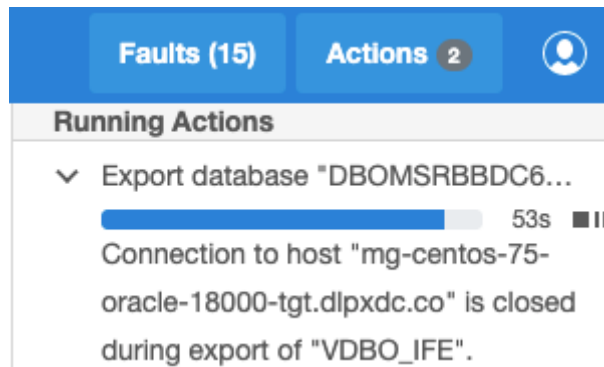 Faults (15) Actions 2
Running Actions
Export database "DBOMSRBBDC6...
53s
Connection to host "mg-centos-75-
oracle-18000-tgt.dlpxdc.co" is closed
during export of "VDBO_IFE".